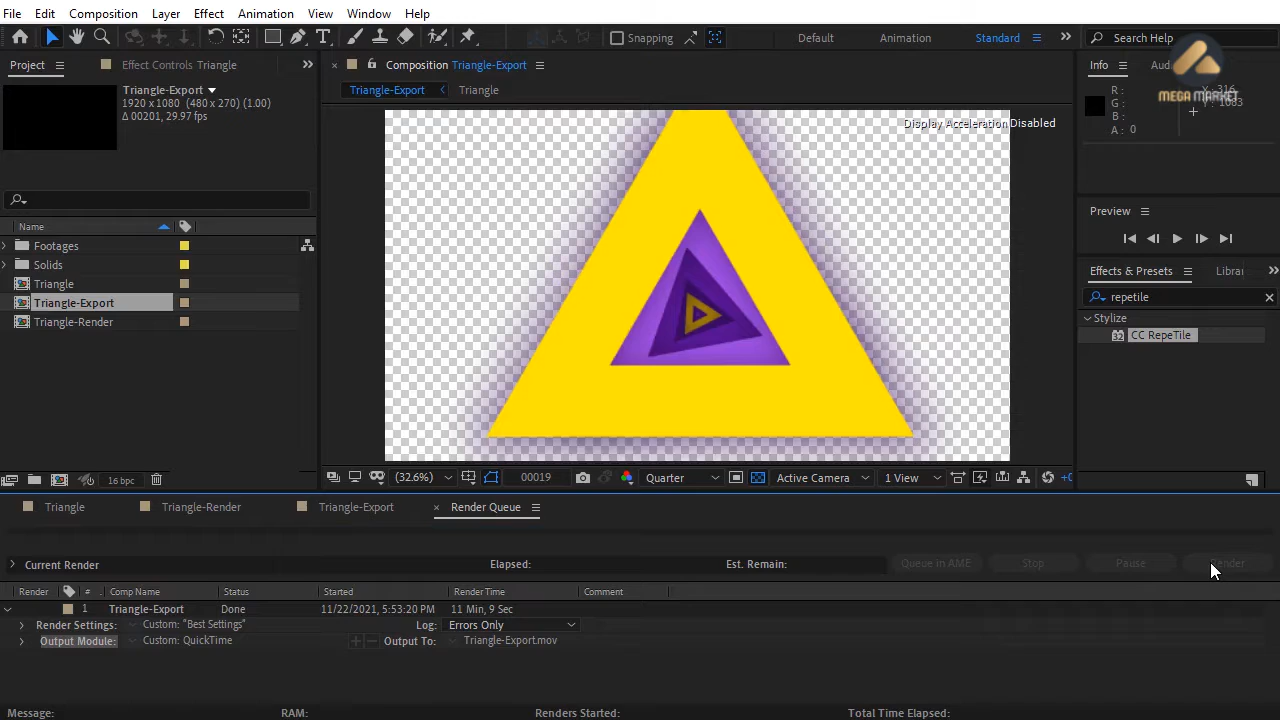 File Edit Composition Layer Effect Animation View Window Help
Snapping Default Animation Standard Search Help
Project Effect Controls Triangle
Triangle-Export
1920 x 1080 (480 x 270) (1.00)
Δ 00201, 29.97 fps
Name
Footages
Solids
Triangle
Triangle-Export
Triangle-Render
16 bpc
Composition Triangle-Export
Triangle-Export Triangle
Display Acceleration Disabled
(32.6%) 00019 Quarter Active Camera 1 View +0
Info
MEGA MARKET
R : X : 316
G :
B :
A : 0
Preview
Effects & Presets
repetile
Stylize
32 CC RepeTile
Triangle Triangle-Render Triangle-Export Render Queue
Current Render Elapsed: Est. Remain: Queue in AME Stop Pause Render
Render # Comp Name Status Started Render Time Comment
1 Triangle-Export Done 11/22/2021, 5:53:20 PM 11 Min, 9 Sec
Render Settings: Custom: "Best Settings" Log: Errors Only
Output Module: Custom: QuickTime + — Output To: Triangle-Export.mov
Message: RAM: Renders Started: Total Time Elapsed: